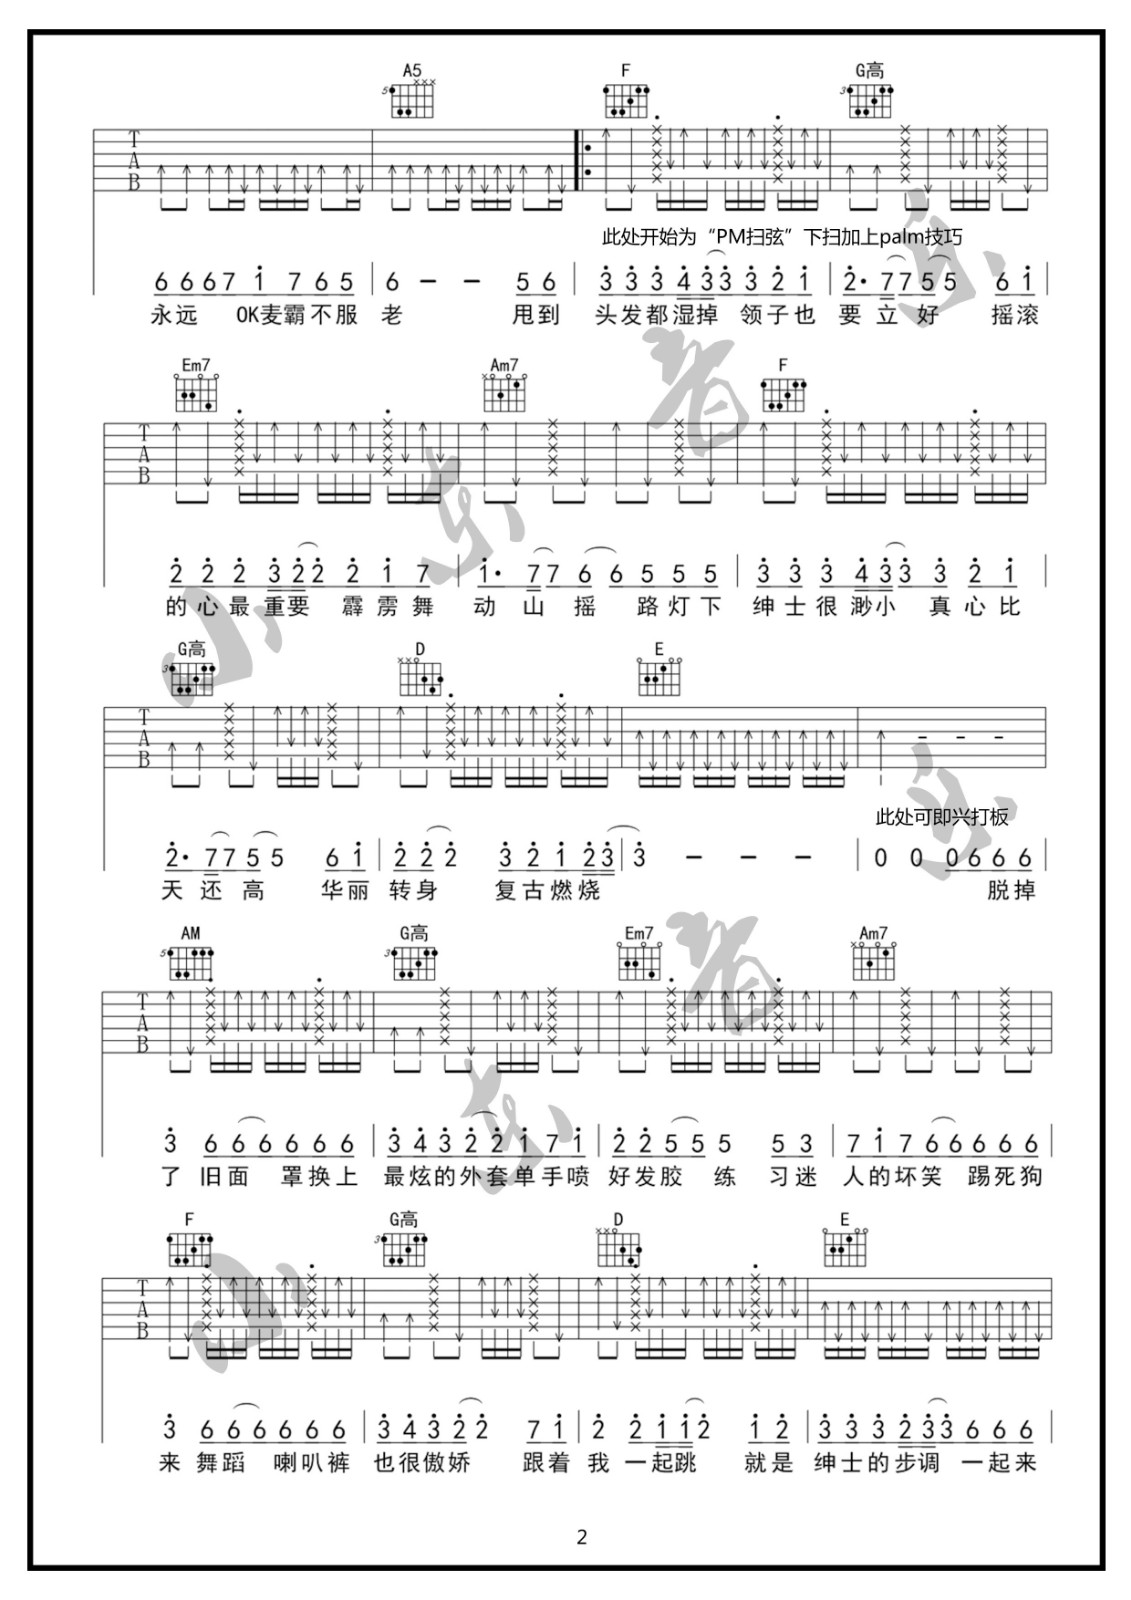 A5 F G高
T A B
此处开始为“PM扫弦”下扫加上palm技巧
6 6 6 7 1 7 6 5 6 － － 5 6 3 3 3 4 3 3 3 2 1 2· 7 7 5 5 6 1
永远 OK麦霸不服 老 甩到 头发都湿掉 领子也 要立好 摇滚
Em7 Am7 F
T A B
2 2 2 3 2 2 2 1 7 1· 7 7 6 6 5 5 5 3 3 3 4 3 3 3 2 1
的心最重要 霹雳舞 动山摇 路灯下 绅士很渺小 真心比
G高 D E
T A B
此处可即兴打板
2· 7 7 5 5 6 1 2 2 2 3 2 1 2 3 3 － － － 0 0 0 6 6 6
天还高 华丽 转身 复古燃烧 脱掉
AM G高 Em7 Am7
T A B
3 6 6 6 6 6 6 3 4 3 2 2 1 7 1 2 2 5 5 5 5 3 7 1 7 6 6 6 6 6
了 旧面 罩换上 最炫的外套单手喷 好发胶 练 习迷 人的坏笑 踢死狗
F G高 D E
T A B
3 6 6 6 6 6 6 3 4 3 2 2 7 1 2 2 1 1 2 1 2 3 3 3 2 3 3 6 6 6
来 舞蹈 喇叭裤 也很傲娇 跟着 我 一起跳 就是 绅士的步调 一起来
2
小东音乐
小东音乐